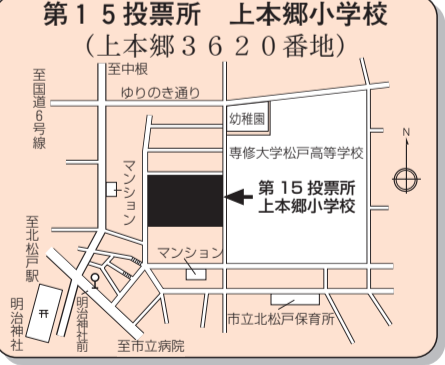 第15投票所　上本郷小学校
（上本郷3620番地）
至中根
至国道6号線
ゆりのき通り
幼稚園
専修大学松戸高等学校
N
マンション
第15投票所
上本郷小学校
至北松戸駅
マンション
明治神社
明治神社前
市立北松戸保育所
至市立病院